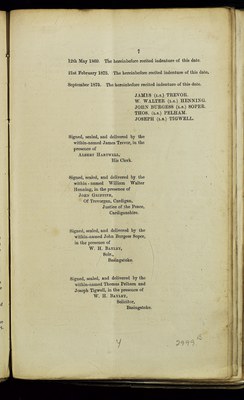 7
12th May 1869. The hereinbefore recited indenture of this date.
21st February 1873. The hereinbefore recited indenture of this date.
September 1873. The hereinbefore recited indenture of this date.
JAMES (L.S.) TREVOR.
W. WALTER (L.S.) HENNING.
JOHN BURGESS (L.S.) SOPER.
THOS. (L.S.) PELHAM.
JOSEPH (L.S.) TIGWELL.
Signed, sealed, and delivered by the
within-named James Trevor, in the
presence of
ALBERT HARTWELL,
His Clerk.
Signed, sealed, and delivered by the
within-named William Walter
Henning, in the presence of
JOHN GRIFFITH,
Of Cardigan,
Justice of the Peace,
Cardiganshire.
Signed, sealed, and delivered by the
within-named John Burgess Soper,
in the presence of
W. H. BAYLEY,
Solr.,
Basingstoke.
Signed, sealed, and delivered by the
within-named Thomas Pelham and
Joseph Tigwell, in the presence of
W. H. BAYLEY,
Solicitor,
Basingstoke.